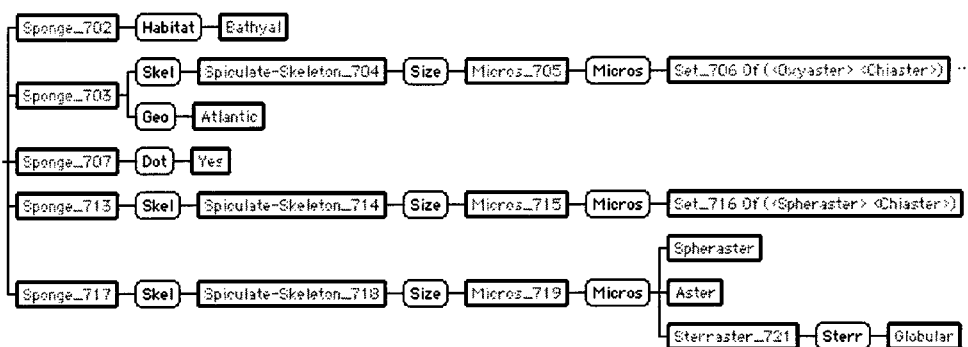 Sponge_702 Habitat Bathyal
Skel Spiculate-Skeleton_704 Size Micros_705 Micros Set_706 Of (<Oxyaster> <Chiaster>) ..
Sponge_703
Geo Atlantic
Sponge_707 Dot Yes
Sponge_713 Skel Spiculate-Skeleton_714 Size Micros_715 Micros Set_716 Of (<Spheraster> <Chiaster>)
Spheraster
Sponge_717 Skel Spiculate-Skeleton_718 Size Micros_719 Micros Aster
Sterraster_721 Sterr Globular